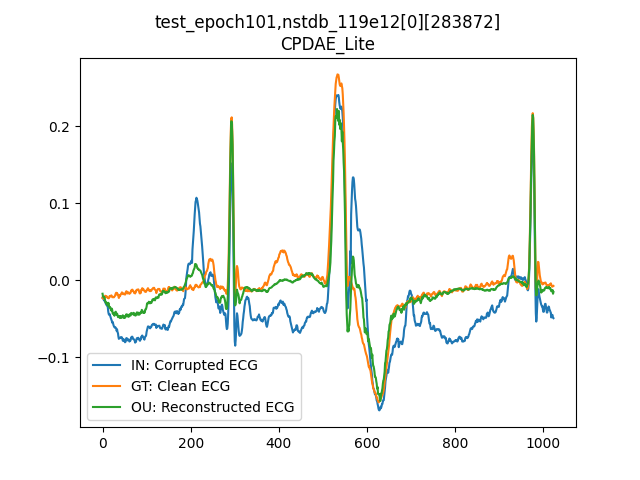 test_epoch101,nstdb_119e12[0][283872]
CPDAE_Lite
0.2
0.1
0.0
−0.1
IN: Corrupted ECG
GT: Clean ECG
OU: Reconstructed ECG
0 200 400 600 800 1000